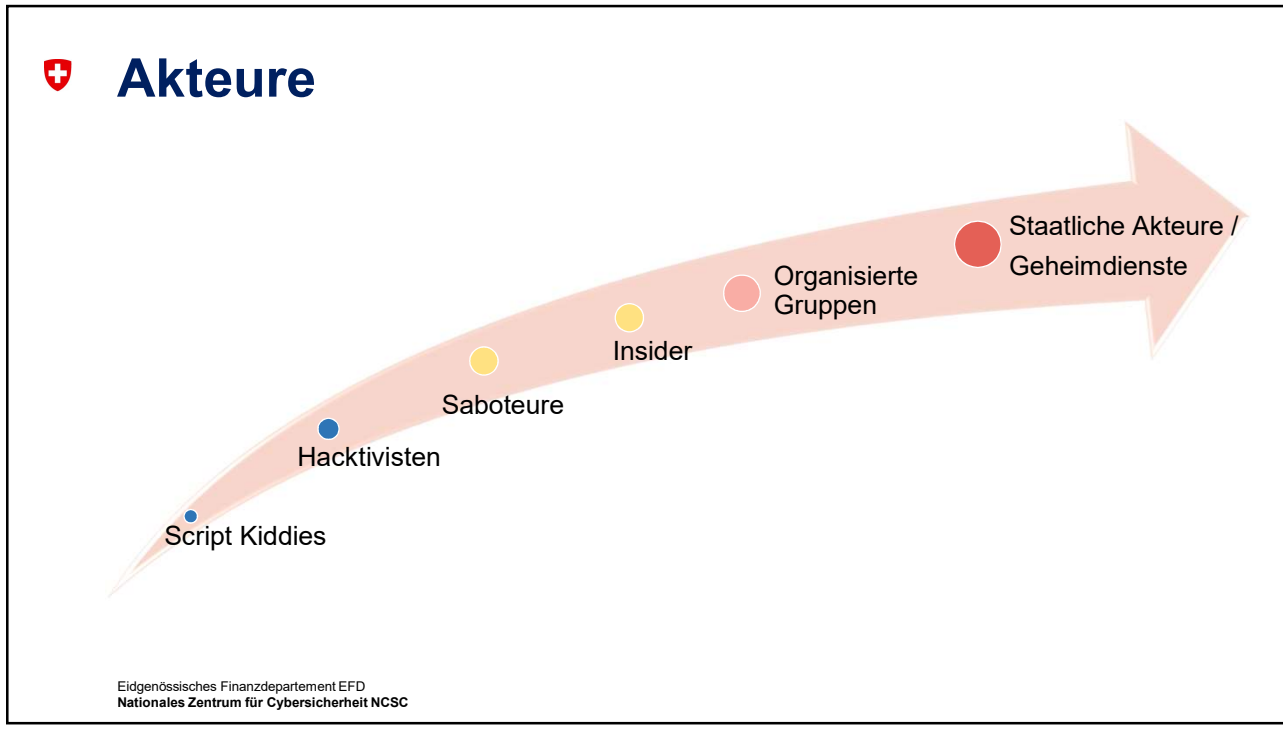 Akteure
Staatliche Akteure /
Geheimdienste
Organisierte
Gruppen
Insider
Saboteure
Hacktivisten
Script Kiddies
Eidgenössisches Finanzdepartement EFD
Nationales Zentrum für Cybersicherheit NCSC